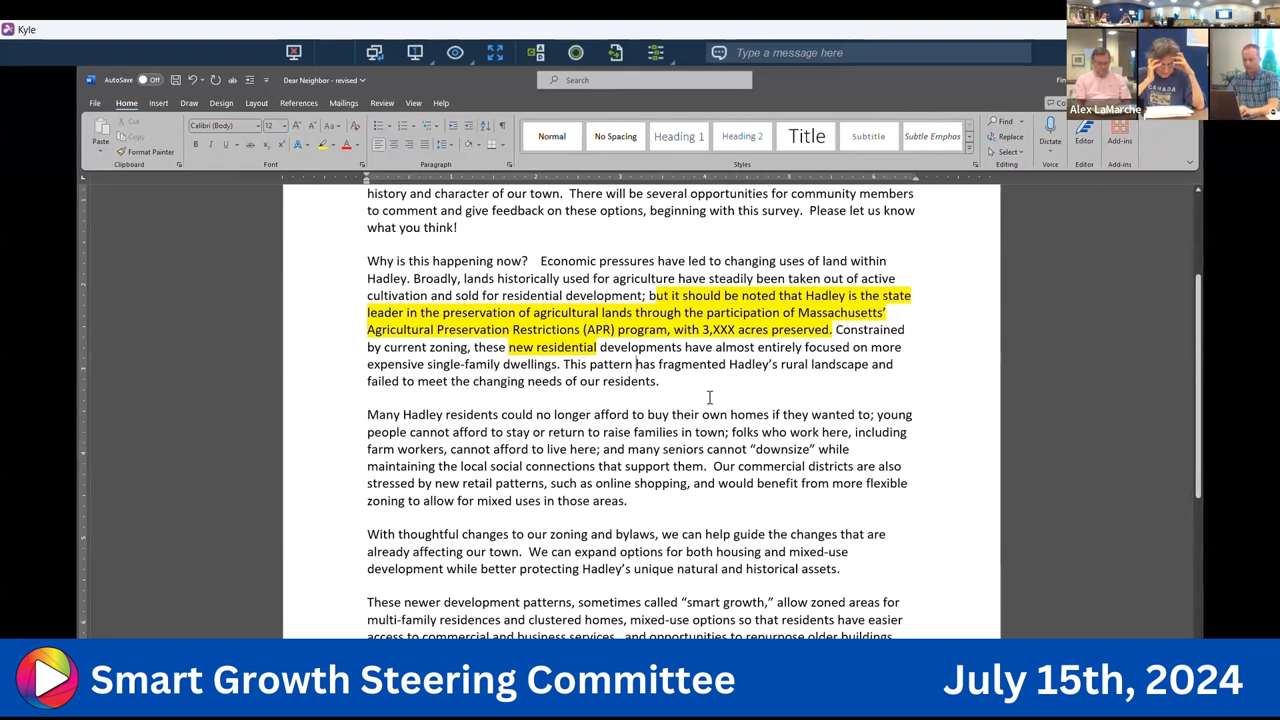 Kyle
Type a message here
AutoSave Off
Dear Neighbor - revised
Search
File Home Insert Draw Design Layout References Mailings Review View Help
Paste
Cut
Copy
Format Painter
Clipboard
Calibri (Body) 12
Font
Paragraph
Normal
No Spacing
Heading 1
Heading 2
Title
Subtitle
Subtle Emphas
Styles
Find
Replace
Select
Editing
Dictate
Voice
Editor
Editor
Add-ins
Add-ins
Alex LaMarche
history and character of our town. There will be several opportunities for community members
to comment and give feedback on these options, beginning with this survey. Please let us know
what you think!
Why is this happening now? Economic pressures have led to changing uses of land within
Hadley. Broadly, lands historically used for agriculture have steadily been taken out of active
cultivation and sold for residential development; but it should be noted that Hadley is the state
leader in the preservation of agricultural lands through the participation of Massachusetts’
Agricultural Preservation Restrictions (APR) program, with 3,XXX acres preserved. Constrained
by current zoning, these new residential developments have almost entirely focused on more
expensive single-family dwellings. This pattern has fragmented Hadley’s rural landscape and
failed to meet the changing needs of our residents.
Many Hadley residents could no longer afford to buy their own homes if they wanted to; young
people cannot afford to stay or return to raise families in town; folks who work here, including
farm workers, cannot afford to live here; and many seniors cannot “downsize” while
maintaining the local social connections that support them. Our commercial districts are also
stressed by new retail patterns, such as online shopping, and would benefit from more flexible
zoning to allow for mixed uses in those areas.
With thoughtful changes to our zoning and bylaws, we can help guide the changes that are
already affecting our town. We can expand options for both housing and mixed-use
development while better protecting Hadley’s unique natural and historical assets.
These newer development patterns, sometimes called “smart growth,” allow zoned areas for
multi-family residences and clustered homes, mixed-use options so that residents have easier
access to commercial and business services, and opportunities to repurpose older buildings
Smart Growth Steering Committee
July 15th, 2024